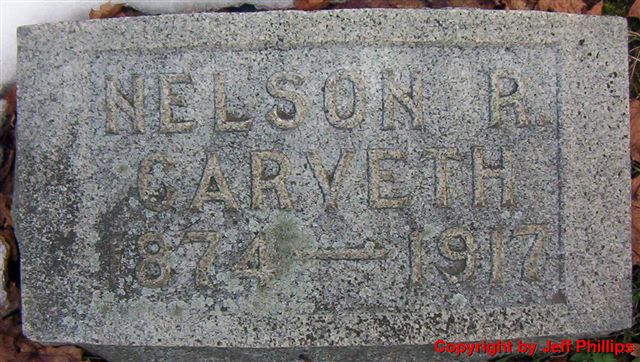 NELSON R.
CARVETH
1874 — 1917
Copyright by Jeff Phillips